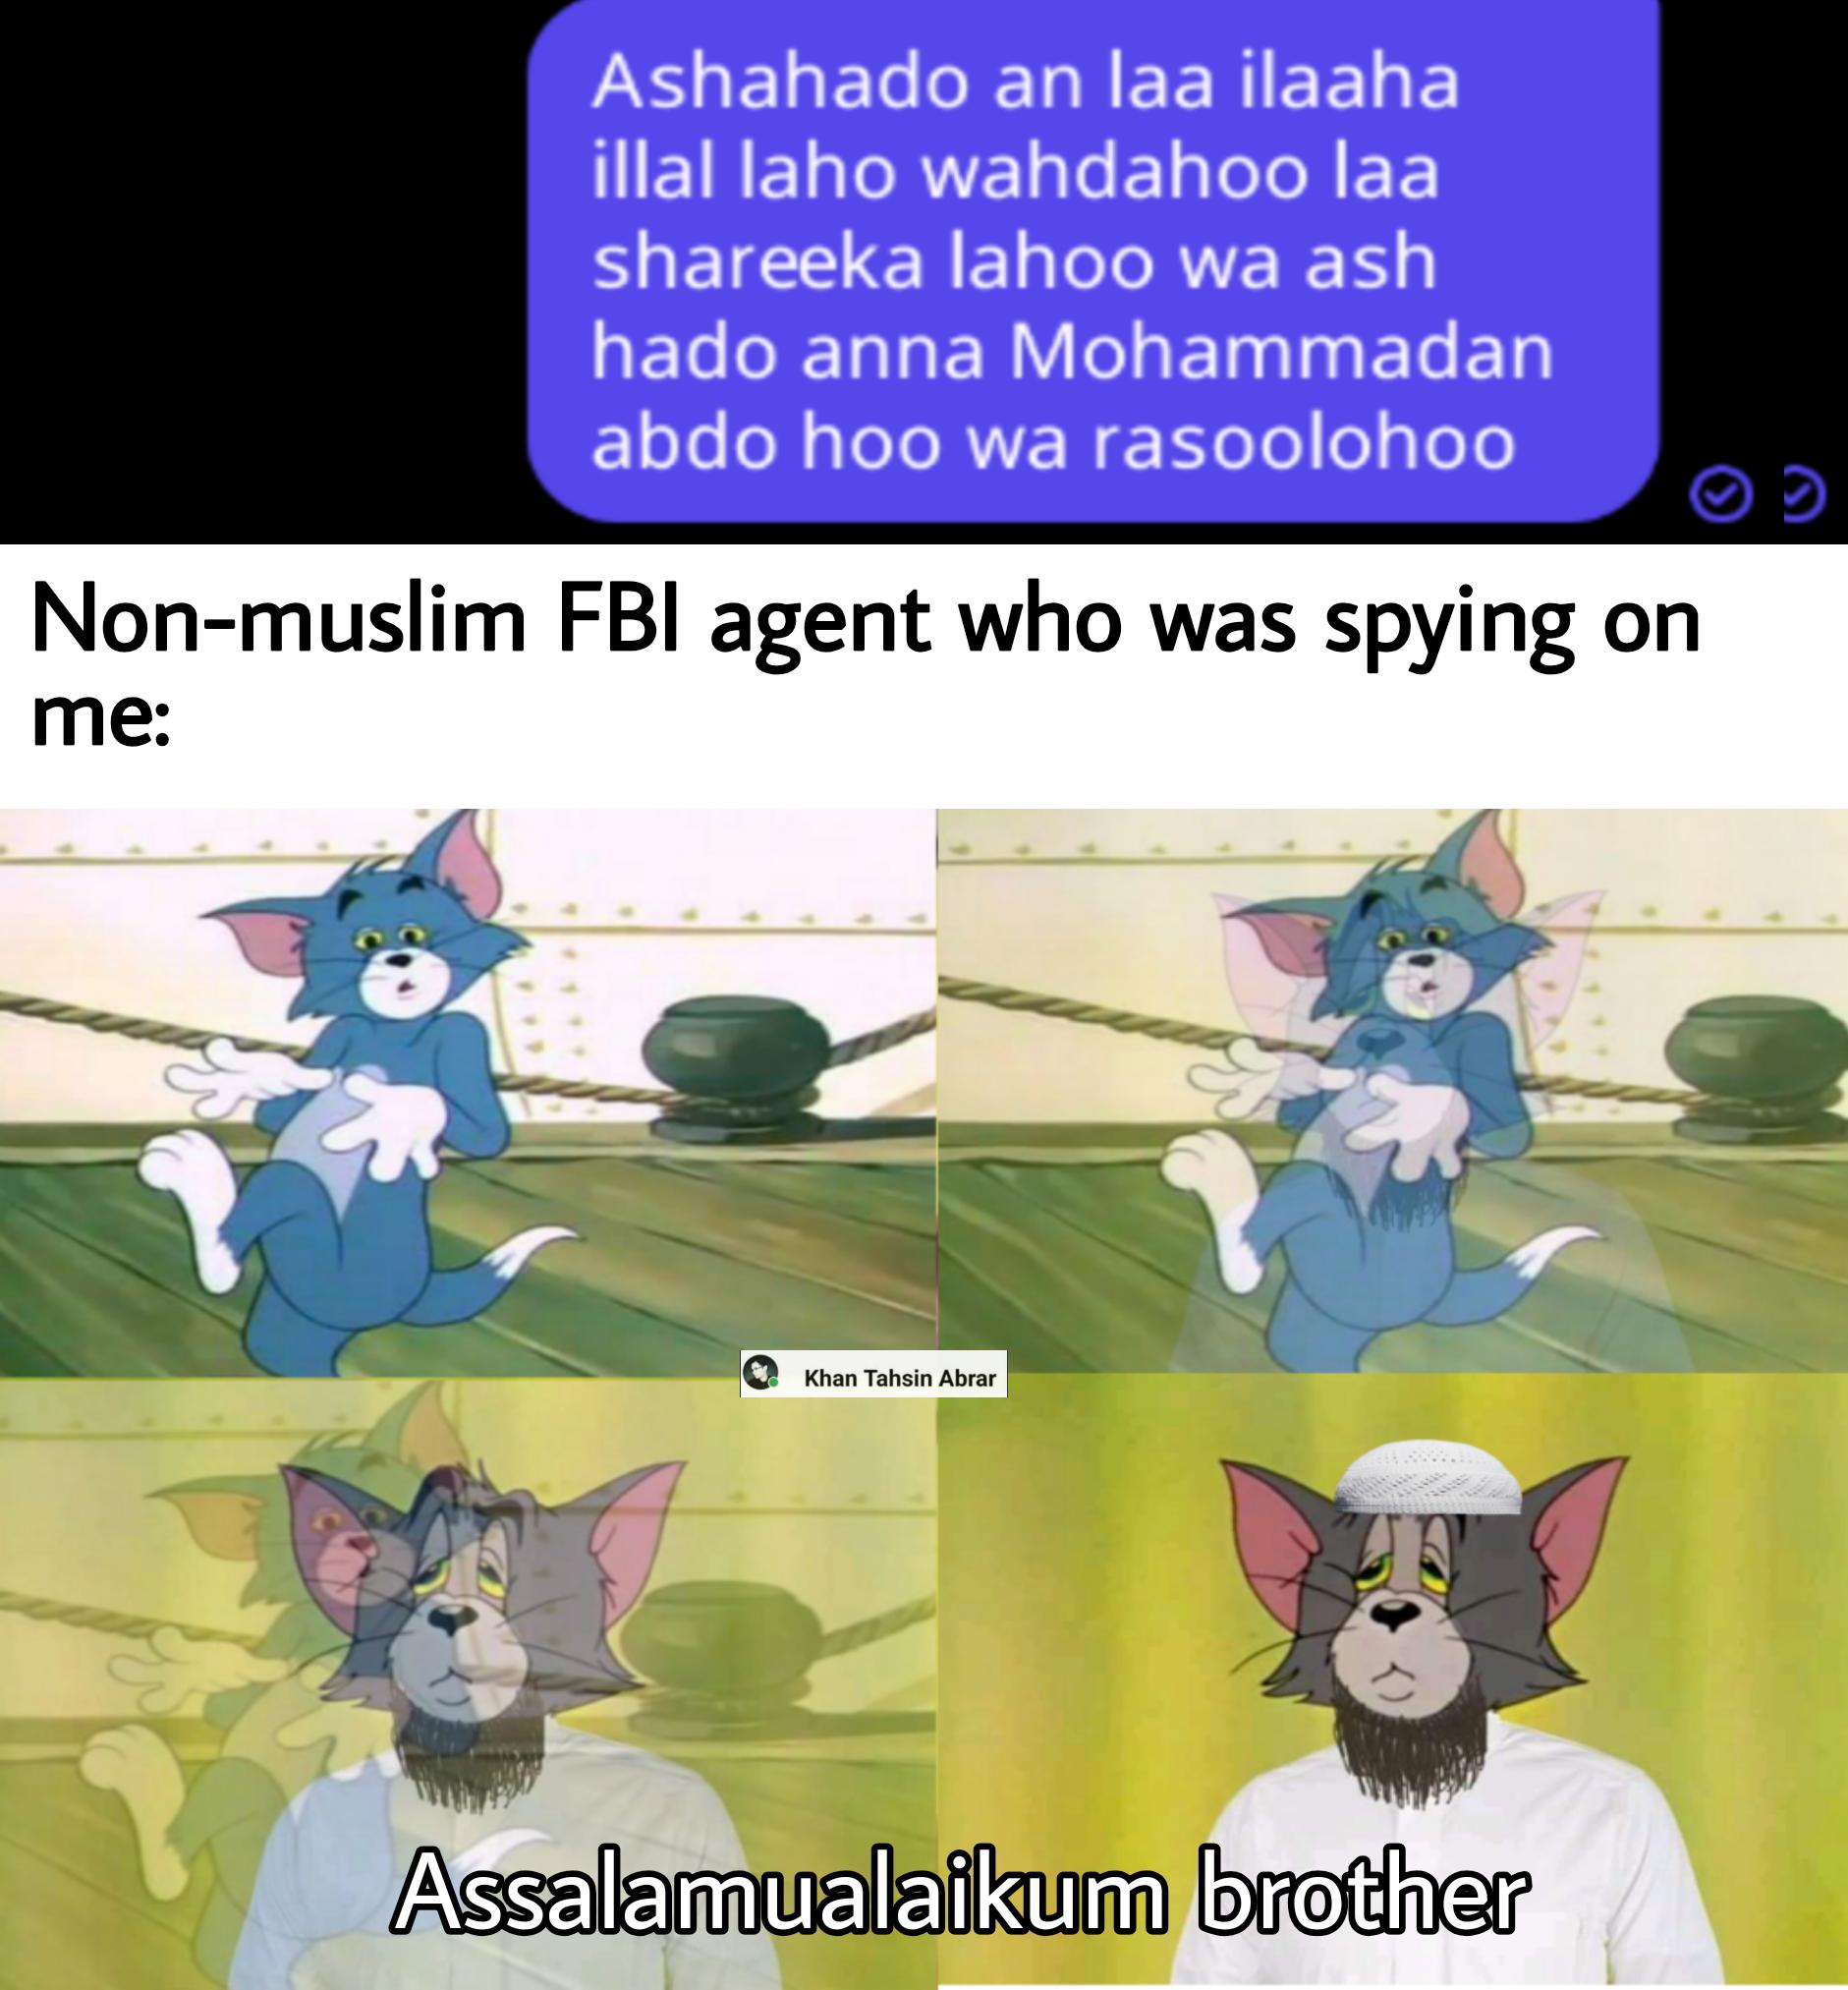 Ashahado an laa ilaaha
illal laho wahdahoo laa
shareeka lahoo wa ash
hado anna Mohammadan
abdo hoo wa rasoolohoo
Non-muslim FBI agent who was spying on
me:
Khan Tahsin Abrar
Assalamualaikum brother